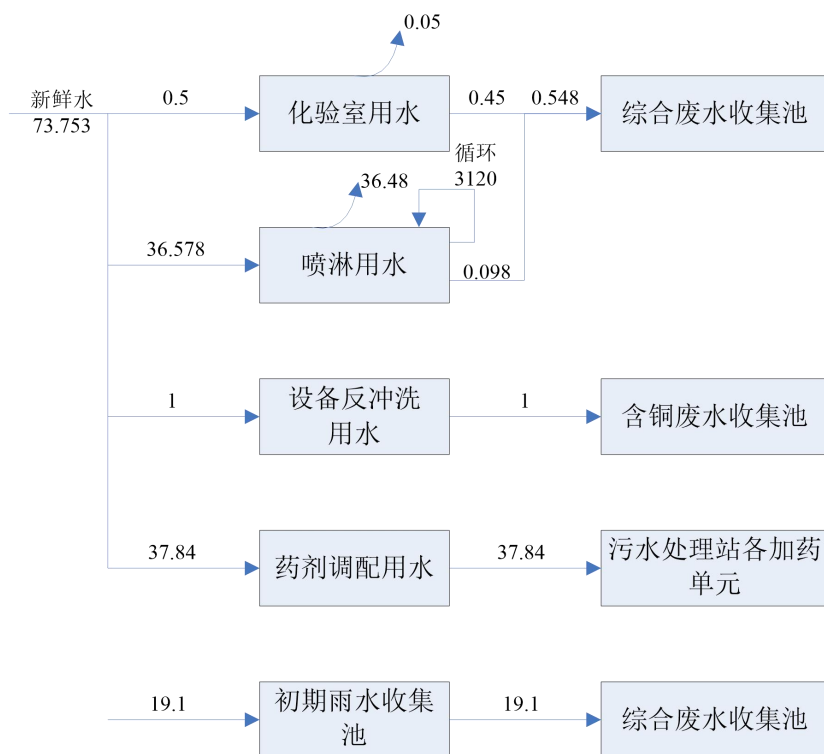 0.05
新鲜水
73.753
0.5
化验室用水
0.45
0.548
综合废水收集池
循环
3120
36.48
36.578
喷淋用水
0.098
1
设备反冲洗
用水
1
含铜废水收集池
37.84
药剂调配用水
37.84
污水处理站各加药
单元
19.1
初期雨水收集
池
19.1
综合废水收集池